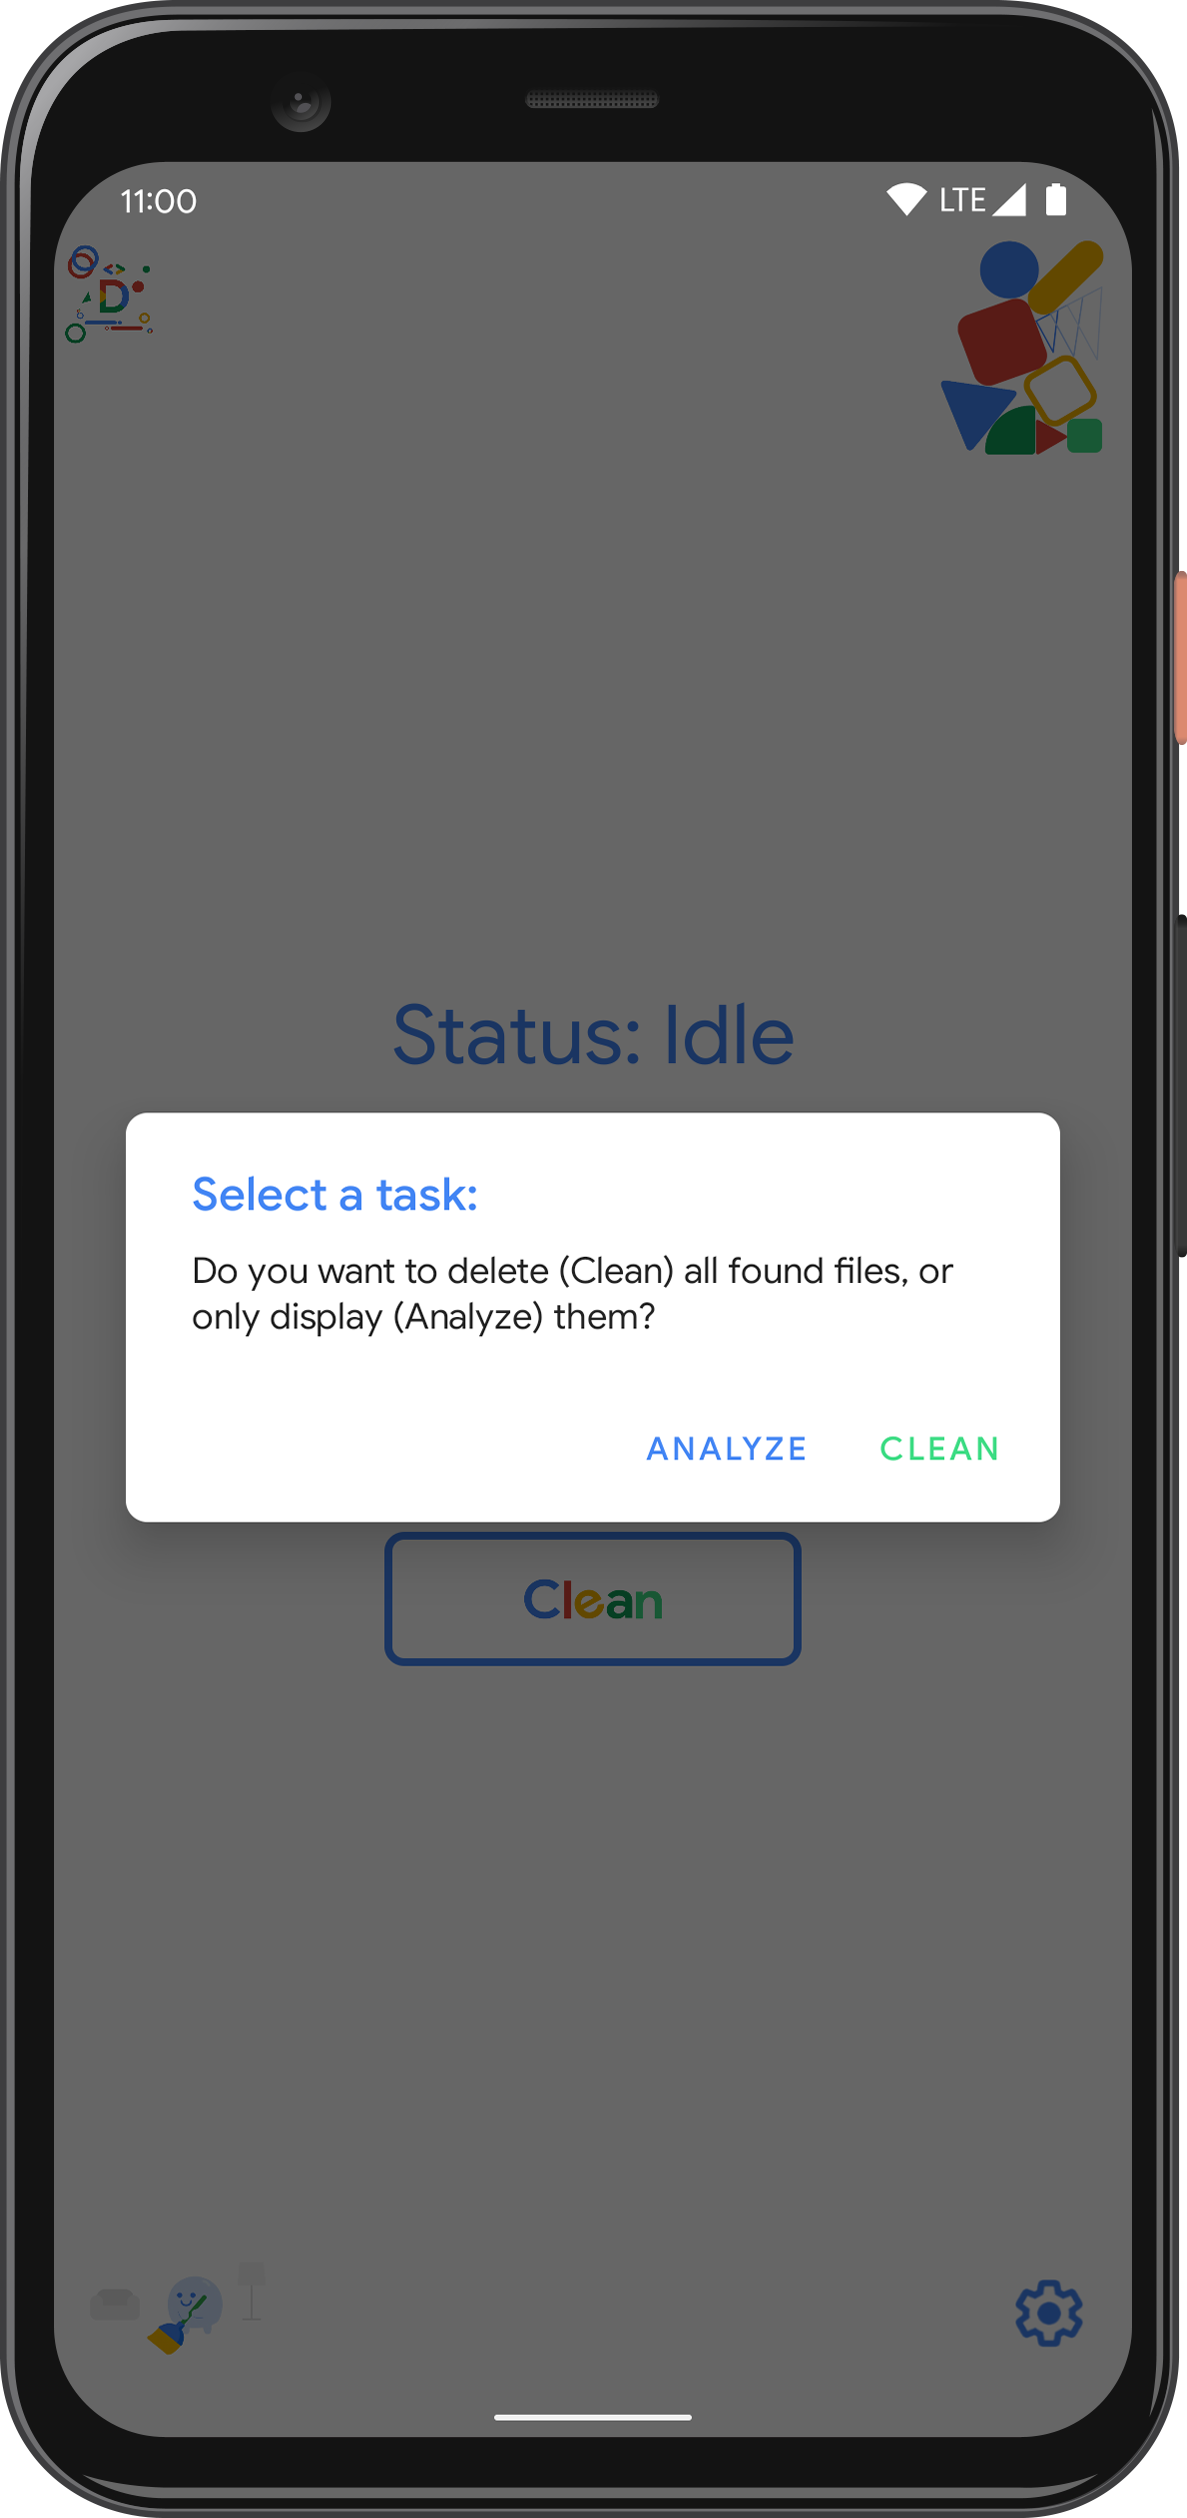 11:00 LTE
D
Status: Idle
Select a task:
Do you want to delete (Clean) all found files, or
only display (Analyze) them?
ANALYZE CLEAN
Clean